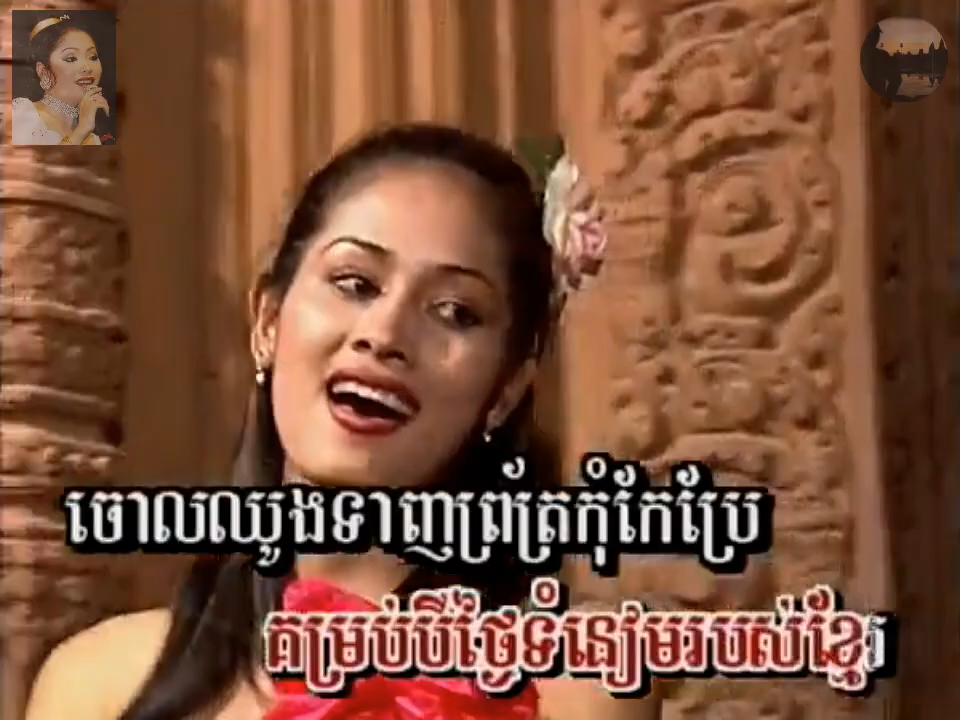 ចោលឈូងទាញព្រ័ត្រកុំកែប្រែ
គម្រប់បីថ្ងៃទំនៀមរបស់ខ្មែរ